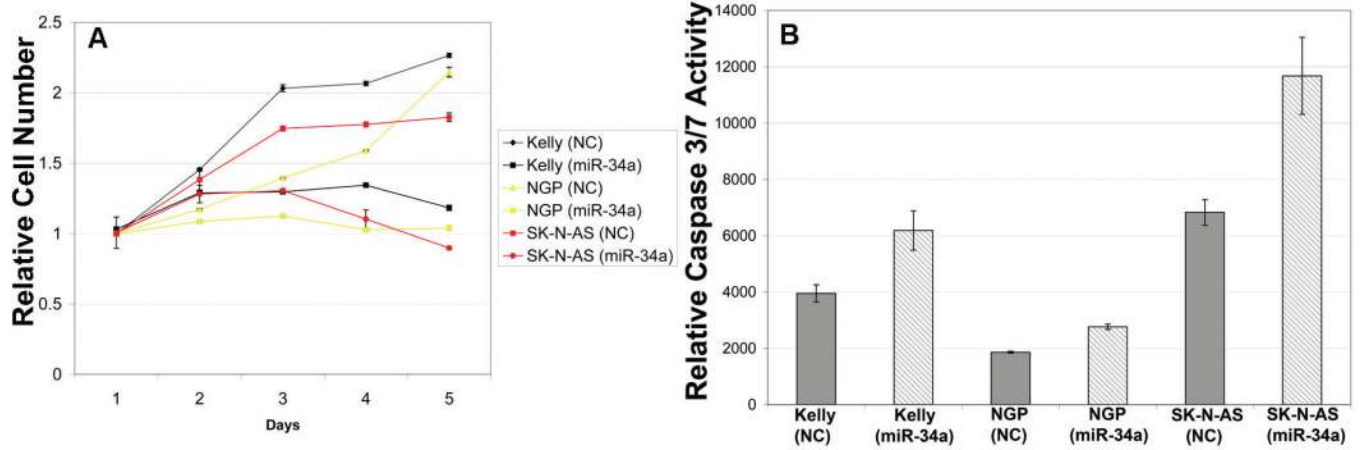 A
Relative Cell Number
2.5
2
1.5
1
0.5
0
1 2 3 4 5
Days
Kelly (NC)
Kelly (miR-34a)
NGP (NC)
NGP (miR-34a)
SK-N-AS (NC)
SK-N-AS (miR-34a)
B
Relative Caspase 3/7 Activity
14000
12000
10000
8000
6000
4000
2000
0
Kelly
(NC)
Kelly
(miR-34a)
NGP
(NC)
NGP
(miR-34a)
SK-N-AS
(NC)
SK-N-AS
(miR-34a)